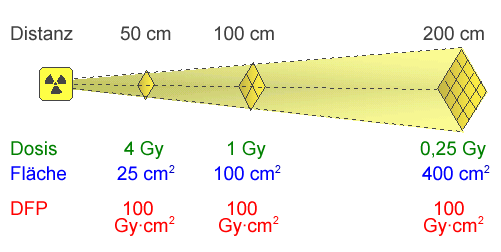 Distanz 50 cm 100 cm 200 cm
Dosis 4 Gy 1 Gy 0,25 Gy
Fläche 25 cm² 100 cm² 400 cm²
DFP 100 100 100
Gy·cm² Gy·cm² Gy·cm²